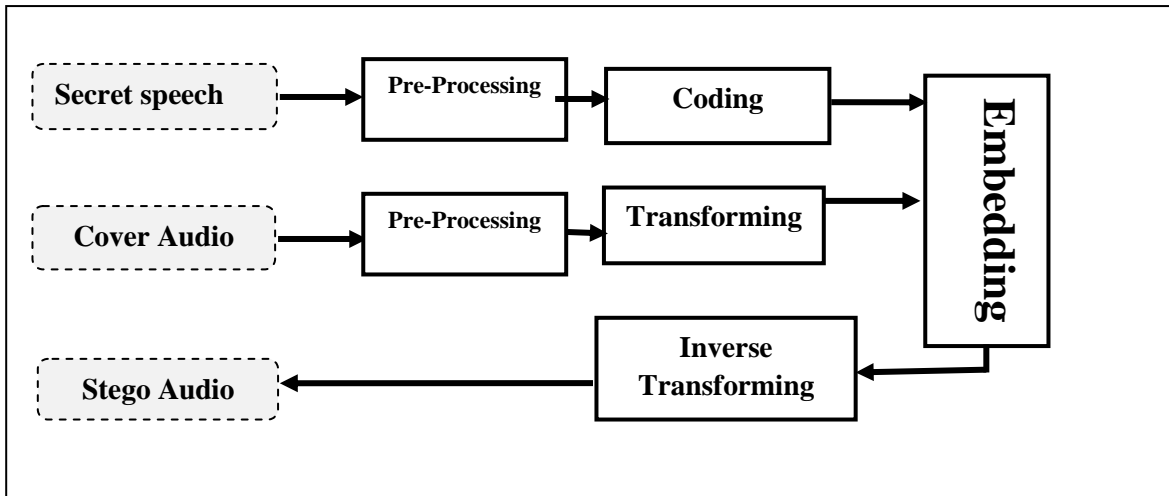 Secret speech
Pre-Processing
Coding
Embedding
Cover Audio
Pre-Processing
Transforming
Stego Audio
Inverse
Transforming